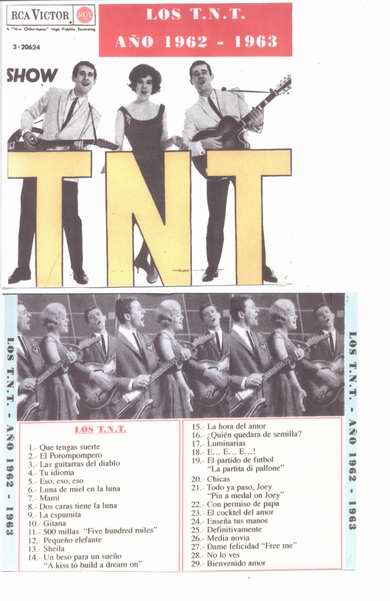 RCA VICTOR
RCA
A "New Orthophonic" High Fidelity Recording
3 - 20624
LOS T.N.T.
AÑO 1962 - 1963
SHOW
TNT
LOS T.N.T. - AÑO 1962 - 1963
LOS T.N.T.
1.- Que tengas suerte
2.- El Porompompero
3.- Las guitarras del diablo
4.- Tu idioma
5.- Eso, eso, eso
6.- Luna de miel en la luna
7.- Mami
8.- Dos caras tiene la luna
9.- La espumita
10.- Gitana
11.- 500 millas "Five hundred miles"
12.- Pequeño elefante
13.- Sheila
14.- Un beso para un sueño
"A kiss to build a dream on"
15.- La hora del amor
16.- ¿Quién quedara de semilla?
17.- Luminarias
18.- E... E... E...!
19.- El partido de futbol
"La partita di pallone"
20.- Chicas
21.- Todo ya paso, Joey
"Pin a medal on Joey"
22.- Con permiso de papa
23.- El cocktel del amor
24.- Enseña tus manos
25.- Definitivamente
26.- Media novia
27.- Dame felicidad "Free me"
28.- No lo ves
29.- Bienvenido amor
LOS T.N.T. - AÑO 1962 - 1963